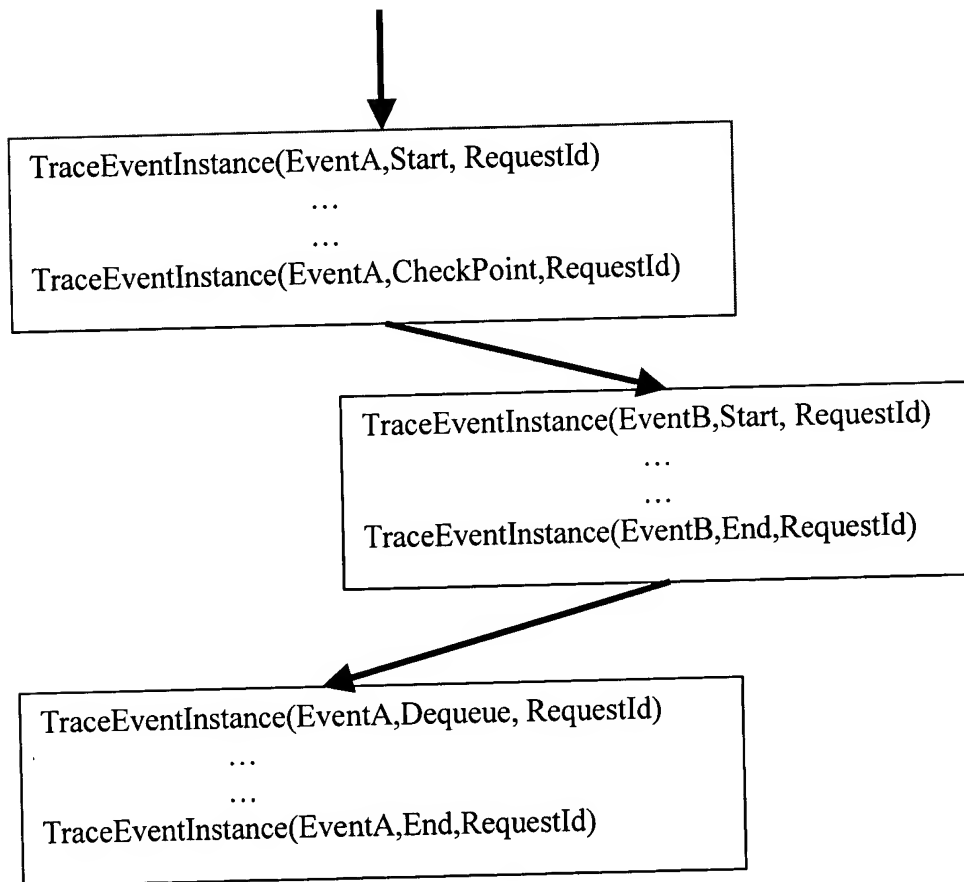 TraceEventInstance(EventA,Start, RequestId)
...
...
TraceEventInstance(EventA,CheckPoint,RequestId)
TraceEventInstance(EventB,Start, RequestId)
...
...
TraceEventInstance(EventB,End,RequestId)
TraceEventInstance(EventA,Dequeue, RequestId)
...
...
TraceEventInstance(EventA,End,RequestId)